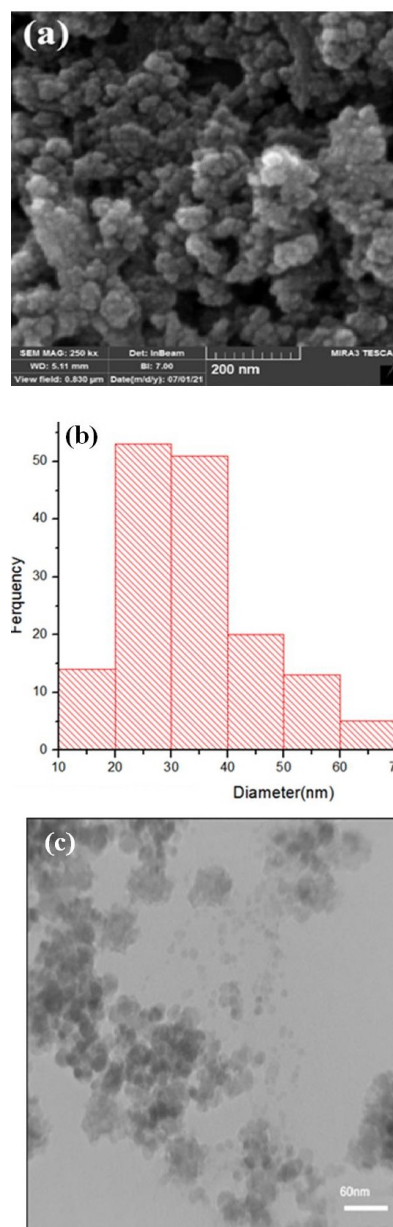 (a)
SEM MAG: 250 kx
Det: InBeam
MIRA3 TESCA
WD: 5.11 mm
BI: 7.00
200 nm
View field: 0.830 µm
Date(m/d/y): 07/01/21
(b)
50
40
30
20
10
0
Ferquency
10
20
30
40
50
60
7
Diameter(nm)
(c)
60nm